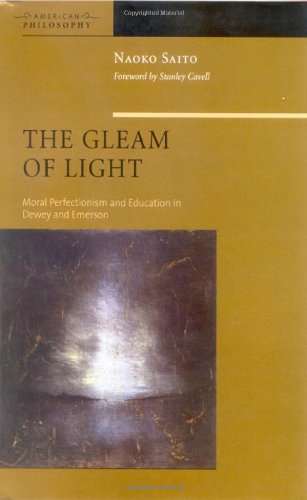 AMERICAN
PHILOSOPHY
NAOKO SAITO
Foreword by Stanley Cavell
THE GLEAM
OF LIGHT
Moral Perfectionism and Education in
Dewey and Emerson